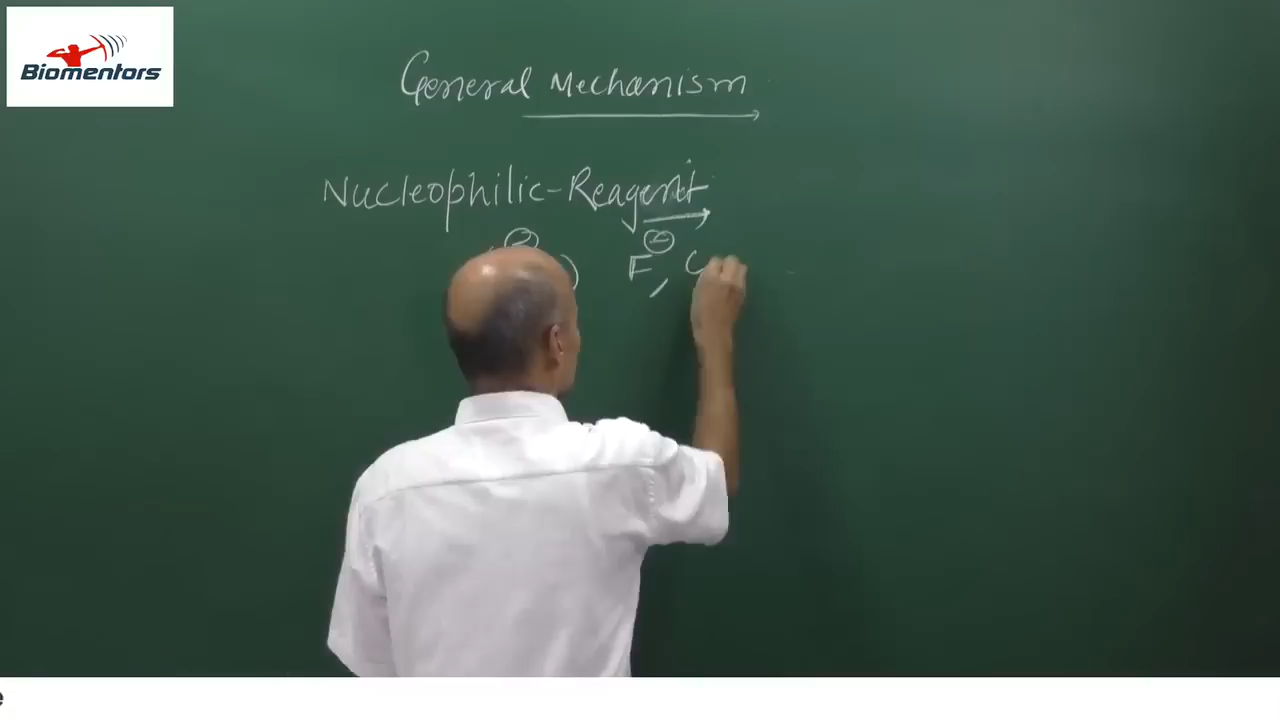 Biomentors
General Mechanism
Nucleophilic-Reagent
) F⊖, C
e